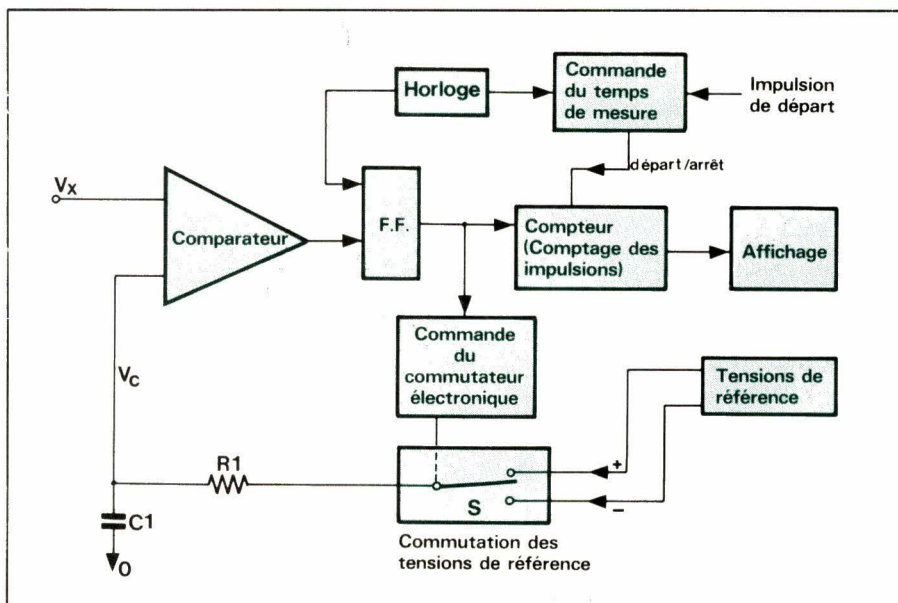 Horloge
Commande
du temps
de mesure
Impulsion
de départ
départ/arrêt
VX
Comparateur
F.F.
Compteur
(Comptage des
impulsions)
Affichage
Commande
du
commutateur
électronique
VC
Tensions de
référence
R1
+
S
−
C1
0
Commutation des
tensions de référence